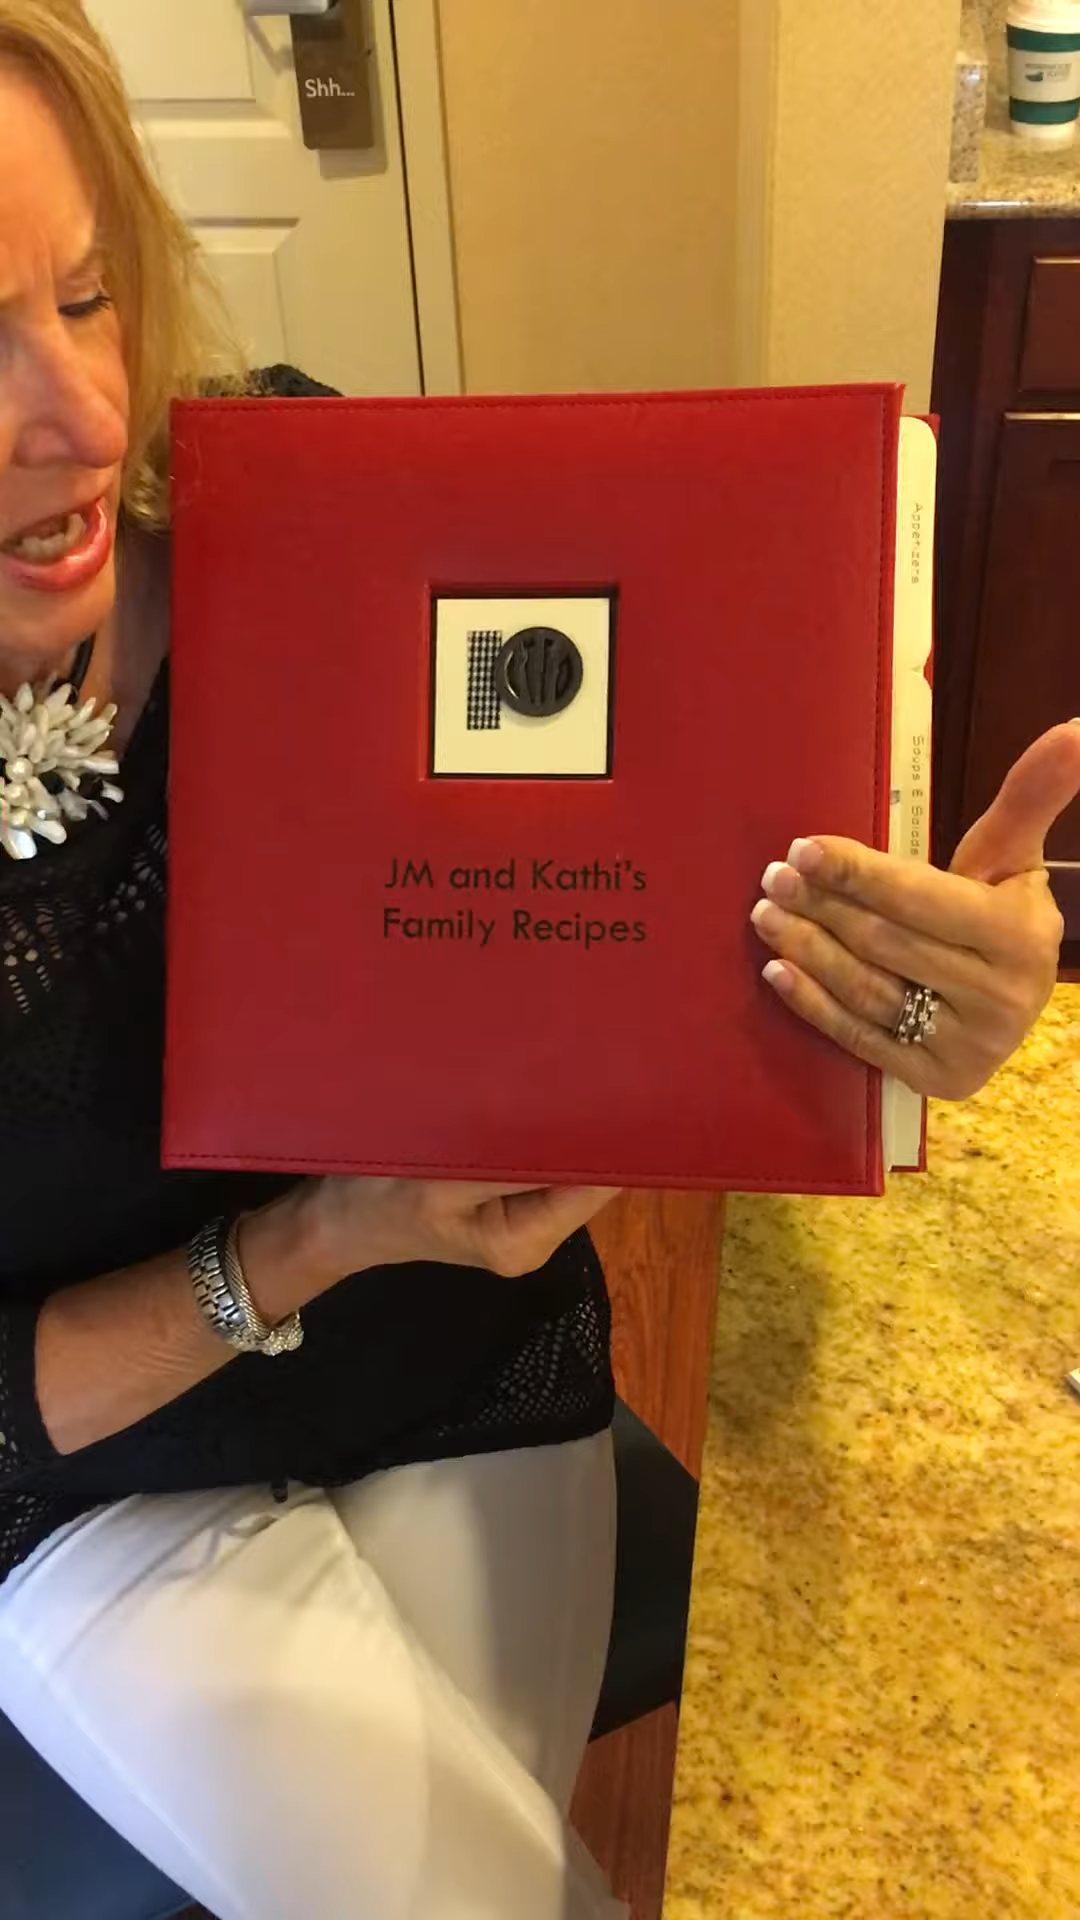 Shh...
Appetizers
Soups & Salads
JM and Kathi's
Family Recipes